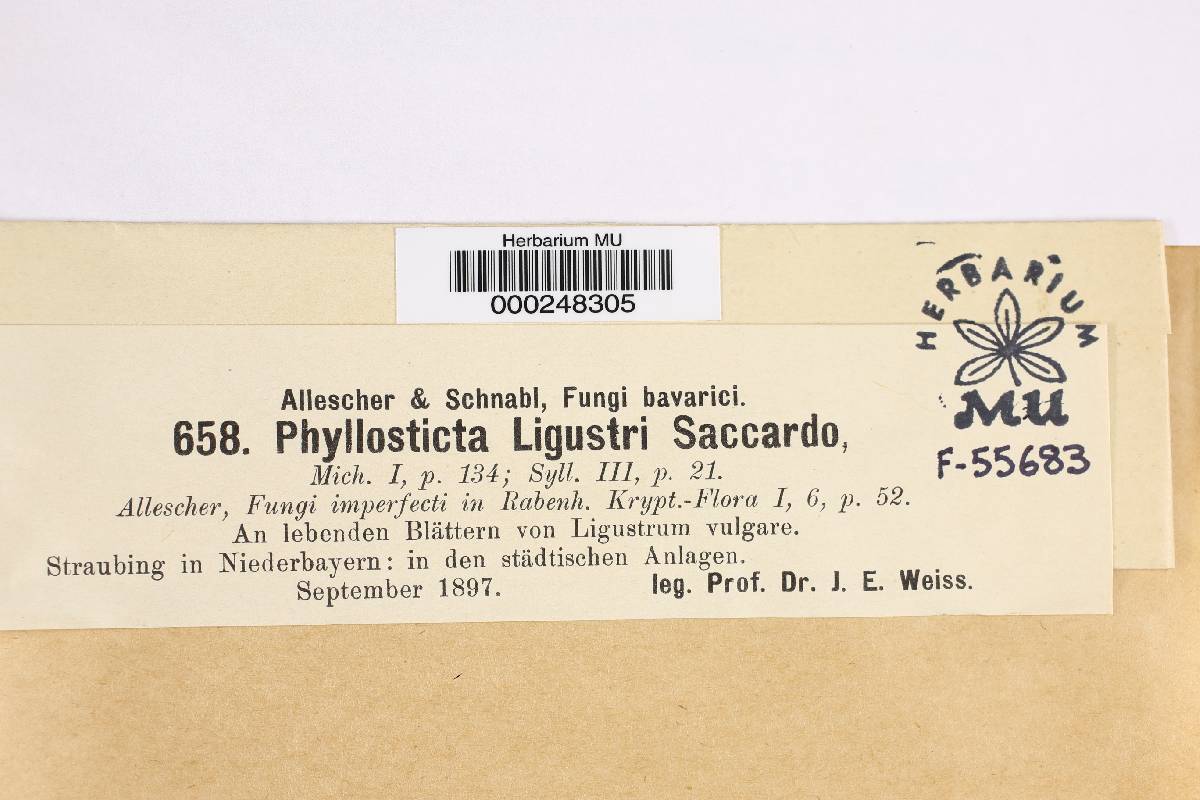 Herbarium MU
000248305
HERBARIUM
MU
F-55683
Allescher & Schnabl, Fungi bavarici.
658. Phyllosticta Ligustri Saccardo,
Mich. I, p. 134; Syll. III, p. 21.
Allescher, Fungi imperfecti in Rabenh. Krypt.-Flora I, 6, p. 52.
An lebenden Blättern von Ligustrum vulgare.
Straubing in Niederbayern: in den städtischen Anlagen.
September 1897. leg. Prof. Dr. J. E. Weiss.